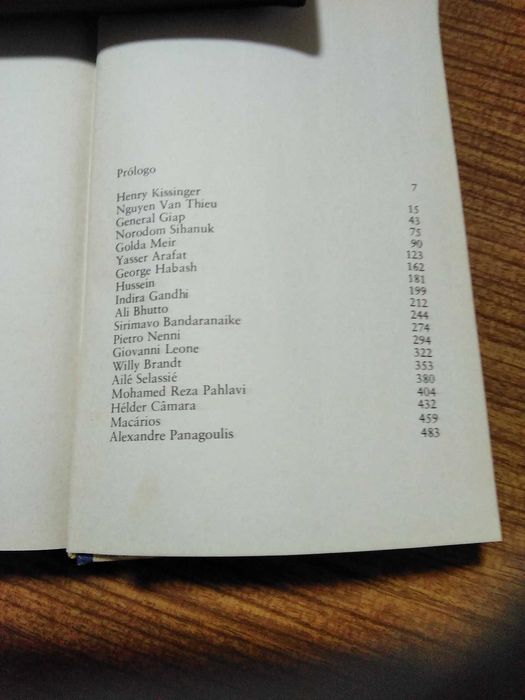 Prólogo 7
Henry Kissinger 15
Nguyen Van Thieu 43
General Giap 75
Norodom Sihanuk 90
Golda Meir 123
Yasser Arafat 162
George Habash 181
Hussein 199
Indira Gandhi 212
Ali Bhutto 244
Sirimavo Bandaranaike 274
Pietro Nenni 294
Giovanni Leone 322
Willy Brandt 353
Ailé Selassié 380
Mohamed Reza Pahlavi 404
Hélder Câmara 432
Macários 459
Alexandre Panagoulis 483